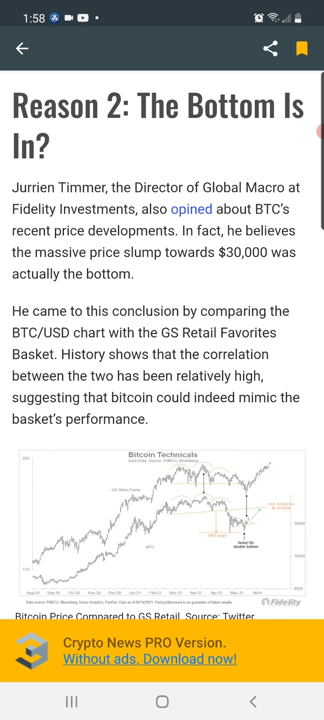 1:58
Reason 2: The Bottom Is
In?
Jurrien Timmer, the Director of Global Macro at
Fidelity Investments, also opined about BTC's
recent price developments. In fact, he believes
the massive price slump towards $30,000 was
actually the bottom.
He came to this conclusion by comparing the
BTC/USD chart with the GS Retail Favorites
Basket. History shows that the correlation
between the two has been relatively high,
suggesting that bitcoin could indeed mimic the
basket's performance.
Bitcoin Technicals
BTC
double bottom
Fidelity
Bitcoin Price Compared to GS Retail. Source: Twitter
Crypto News PRO Version.
Without ads. Download now!